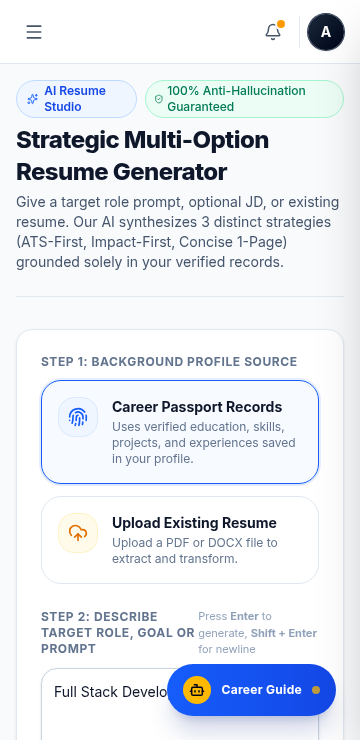 A
AI Resume
Studio
100% Anti-Hallucination
Guaranteed
Strategic Multi-Option
Resume Generator
Give a target role prompt, optional JD, or existing
resume. Our AI synthesizes 3 distinct strategies
(ATS-First, Impact-First, Concise 1-Page)
grounded solely in your verified records.
STEP 1: BACKGROUND PROFILE SOURCE
Career Passport Records
Uses verified education, skills,
projects, and experiences saved
in your profile.
Upload Existing Resume
Upload a PDF or DOCX file to
extract and transform.
STEP 2: DESCRIBE
TARGET ROLE, GOAL OR
PROMPT
Press Enter to
generate, Shift + Enter
for newline
Full Stack Develo
Career Guide